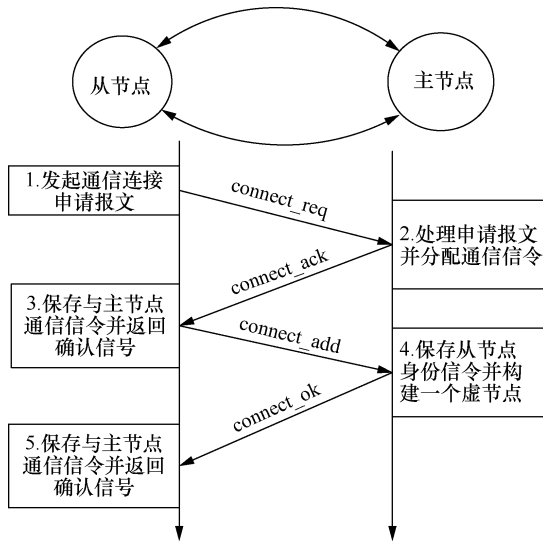 从节点
主节点
1.发起通信连接
申请报文
connect_req
2.处理申请报文
并分配通信信令
connect_ack
3.保存与主节点
通信信令并返回
确认信号
connect_add
4.保存从节点
身份信令并构
建一个虚节点
connect_ok
5.保存与主节点
通信信令并返回
确认信号